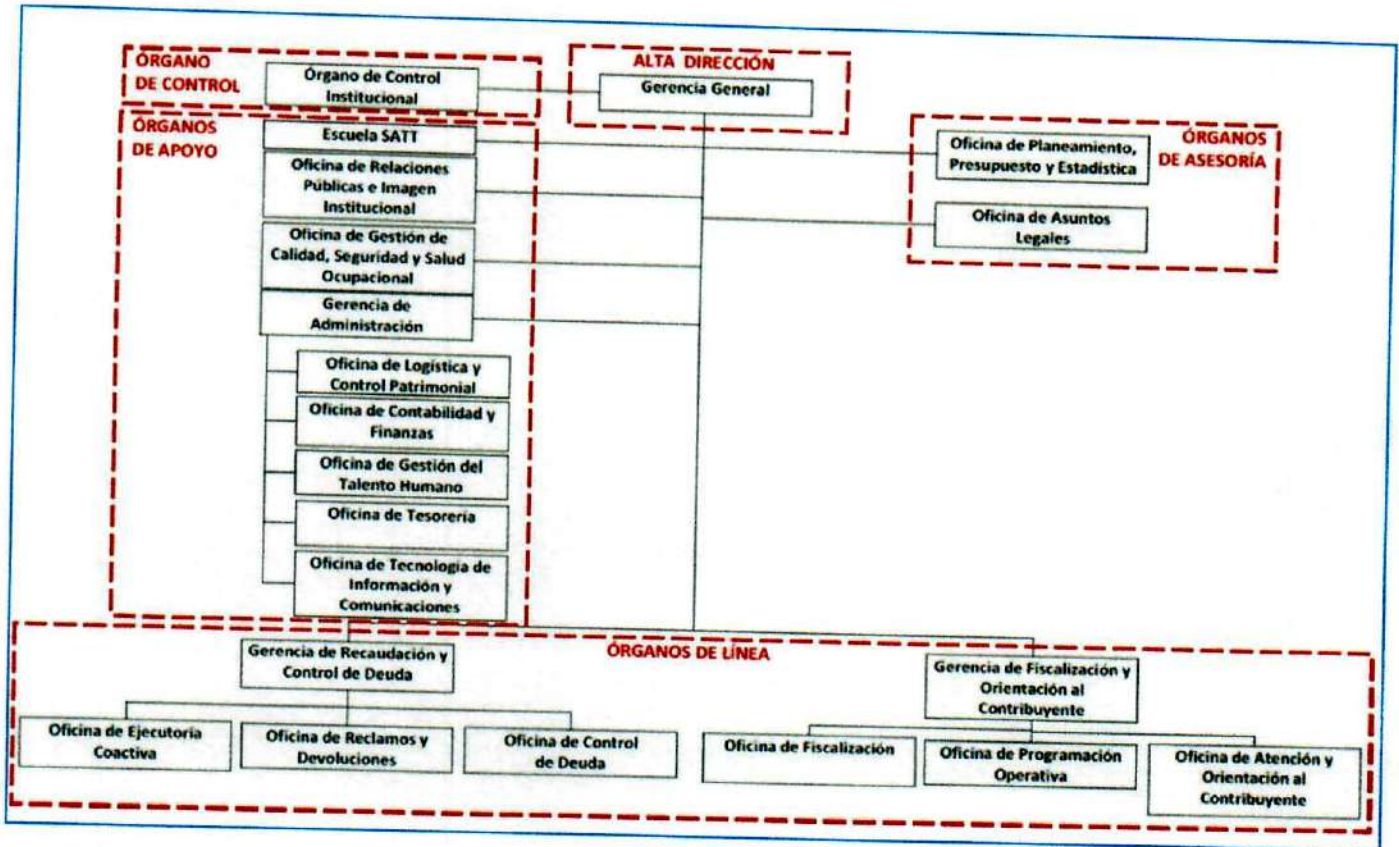 ÓRGANO
DE CONTROL
Órgano de Control
Institucional
ALTA DIRECCIÓN
Gerencia General
ÓRGANOS
DE APOYO
Escuela SATT
Oficina de Relaciones
Públicas e Imagen
Institucional
Oficina de Gestión de
Calidad, Seguridad y Salud
Ocupacional
Gerencia de
Administración
Oficina de Logística y
Control Patrimonial
Oficina de Contabilidad y
Finanzas
Oficina de Gestión del
Talento Humano
Oficina de Tesorería
Oficina de Tecnología de
Información y
Comunicaciones
ÓRGANOS
DE ASESORÍA
Oficina de Planeamiento,
Presupuesto y Estadística
Oficina de Asuntos
Legales
ÓRGANOS DE LÍNEA
Gerencia de Recaudación y
Control de Deuda
Oficina de Ejecutoría
Coactiva
Oficina de Reclamos y
Devoluciones
Oficina de Control
de Deuda
Gerencia de Fiscalización y
Orientación al
Contribuyente
Oficina de Fiscalización
Oficina de Programación
Operativa
Oficina de Atención y
Orientación al
Contribuyente